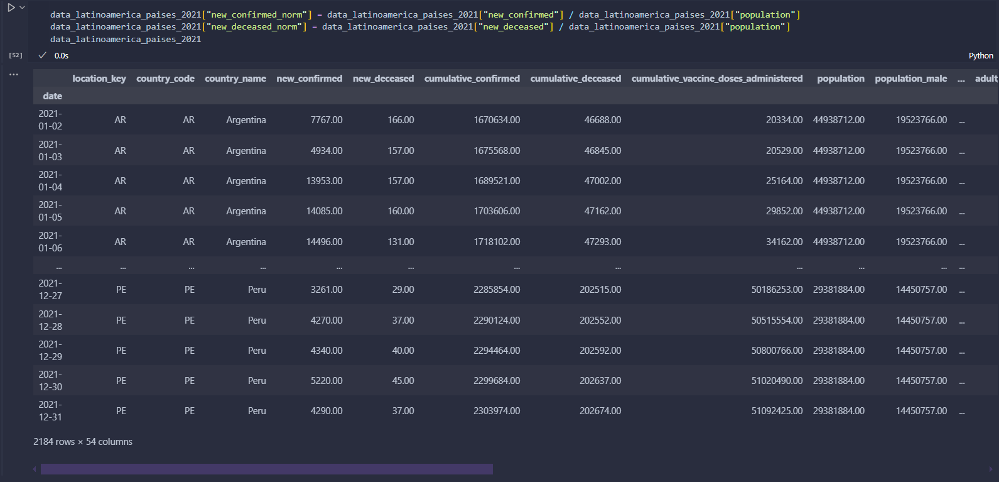 data_latinoamerica_paises_2021["new_confirmed_norm"] = data_latinoamerica_paises_2021["new_confirmed"] / data_latinoamerica_paises_2021["population"]
data_latinoamerica_paises_2021["new_deceased_norm"] = data_latinoamerica_paises_2021["new_deceased"] / data_latinoamerica_paises_2021["population"]
data_latinoamerica_paises_2021
[52] 0.0s Python
... location_key country_code country_name new_confirmed new_deceased cumulative_confirmed cumulative_deceased cumulative_vaccine_doses_administered population population_male ... adult
date
2021-01-02 AR AR Argentina 7767.00 166.00 1670634.00 46688.00 20334.00 44938712.00 19523766.00 ...
2021-01-03 AR AR Argentina 4934.00 157.00 1675568.00 46845.00 20529.00 44938712.00 19523766.00 ...
2021-01-04 AR AR Argentina 13953.00 157.00 1689521.00 47002.00 25164.00 44938712.00 19523766.00 ...
2021-01-05 AR AR Argentina 14085.00 160.00 1703606.00 47162.00 29852.00 44938712.00 19523766.00 ...
2021-01-06 AR AR Argentina 14496.00 131.00 1718102.00 47293.00 34162.00 44938712.00 19523766.00 ...
... ... ... ... ... ... ... ... ... ... ... ...
2021-12-27 PE PE Peru 3261.00 29.00 2285854.00 202515.00 50186253.00 29381884.00 14450757.00 ...
2021-12-28 PE PE Peru 4270.00 37.00 2290124.00 202552.00 50515554.00 29381884.00 14450757.00 ...
2021-12-29 PE PE Peru 4340.00 40.00 2294464.00 202592.00 50800766.00 29381884.00 14450757.00 ...
2021-12-30 PE PE Peru 5220.00 45.00 2299684.00 202637.00 51020490.00 29381884.00 14450757.00 ...
2021-12-31 PE PE Peru 4290.00 37.00 2303974.00 202674.00 51092425.00 29381884.00 14450757.00 ...
2184 rows × 54 columns